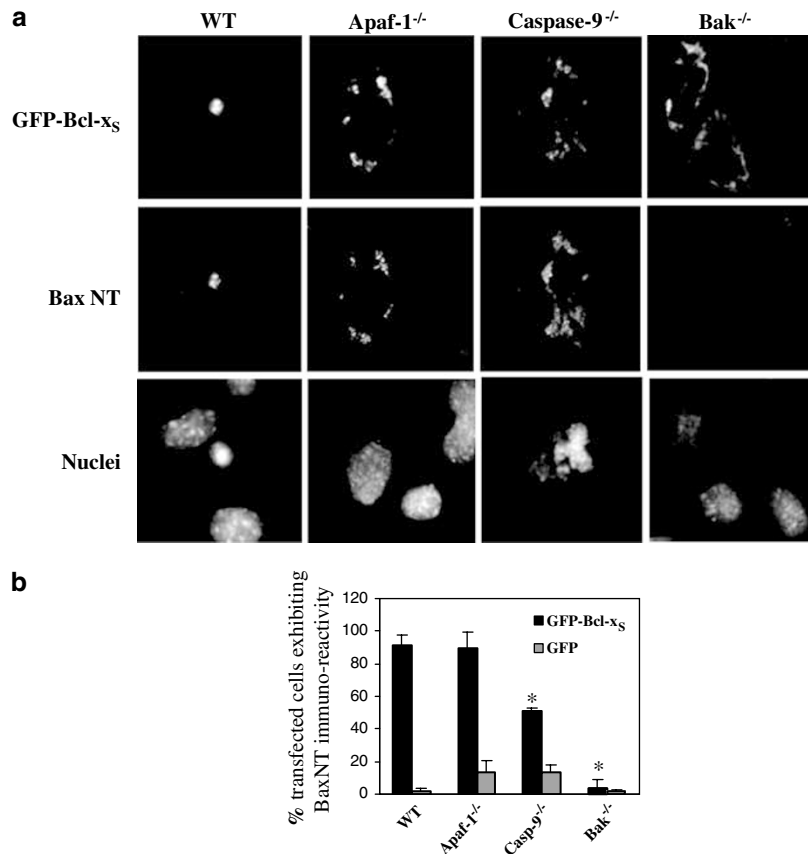 a
WT Apaf-1-/- Caspase-9-/- Bak-/-
GFP-Bcl-xS
Bax NT
Nuclei
b
% transfected cells exhibiting
BaxNT immuno-reactivity
120
100
80
60
40
20
0
GFP-Bcl-xS
GFP
*
*
WT
Apaf-1-/-
Casp-9-/-
Bak-/-